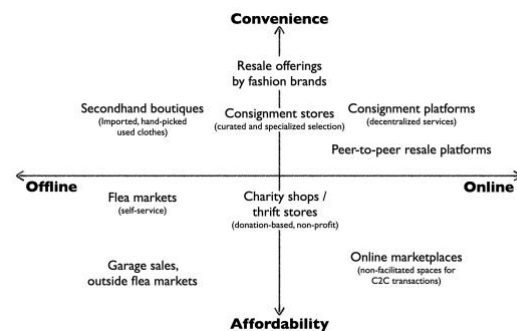 Convenience
Resale offerings
by fashion brands
Secondhand boutiques
(Imported, hand-picked
used clothes)
Consignment stores
(curated and specialized selection)
Consignment platforms
(decentralized services)
Peer-to-peer resale platforms
Offline
Online
Flea markets
(self-service)
Charity shops /
thrift stores
(donation-based, non-profit)
Garage sales,
outside flea markets
Online marketplaces
(non-facilitated spaces for
C2C transactions)
Affordability